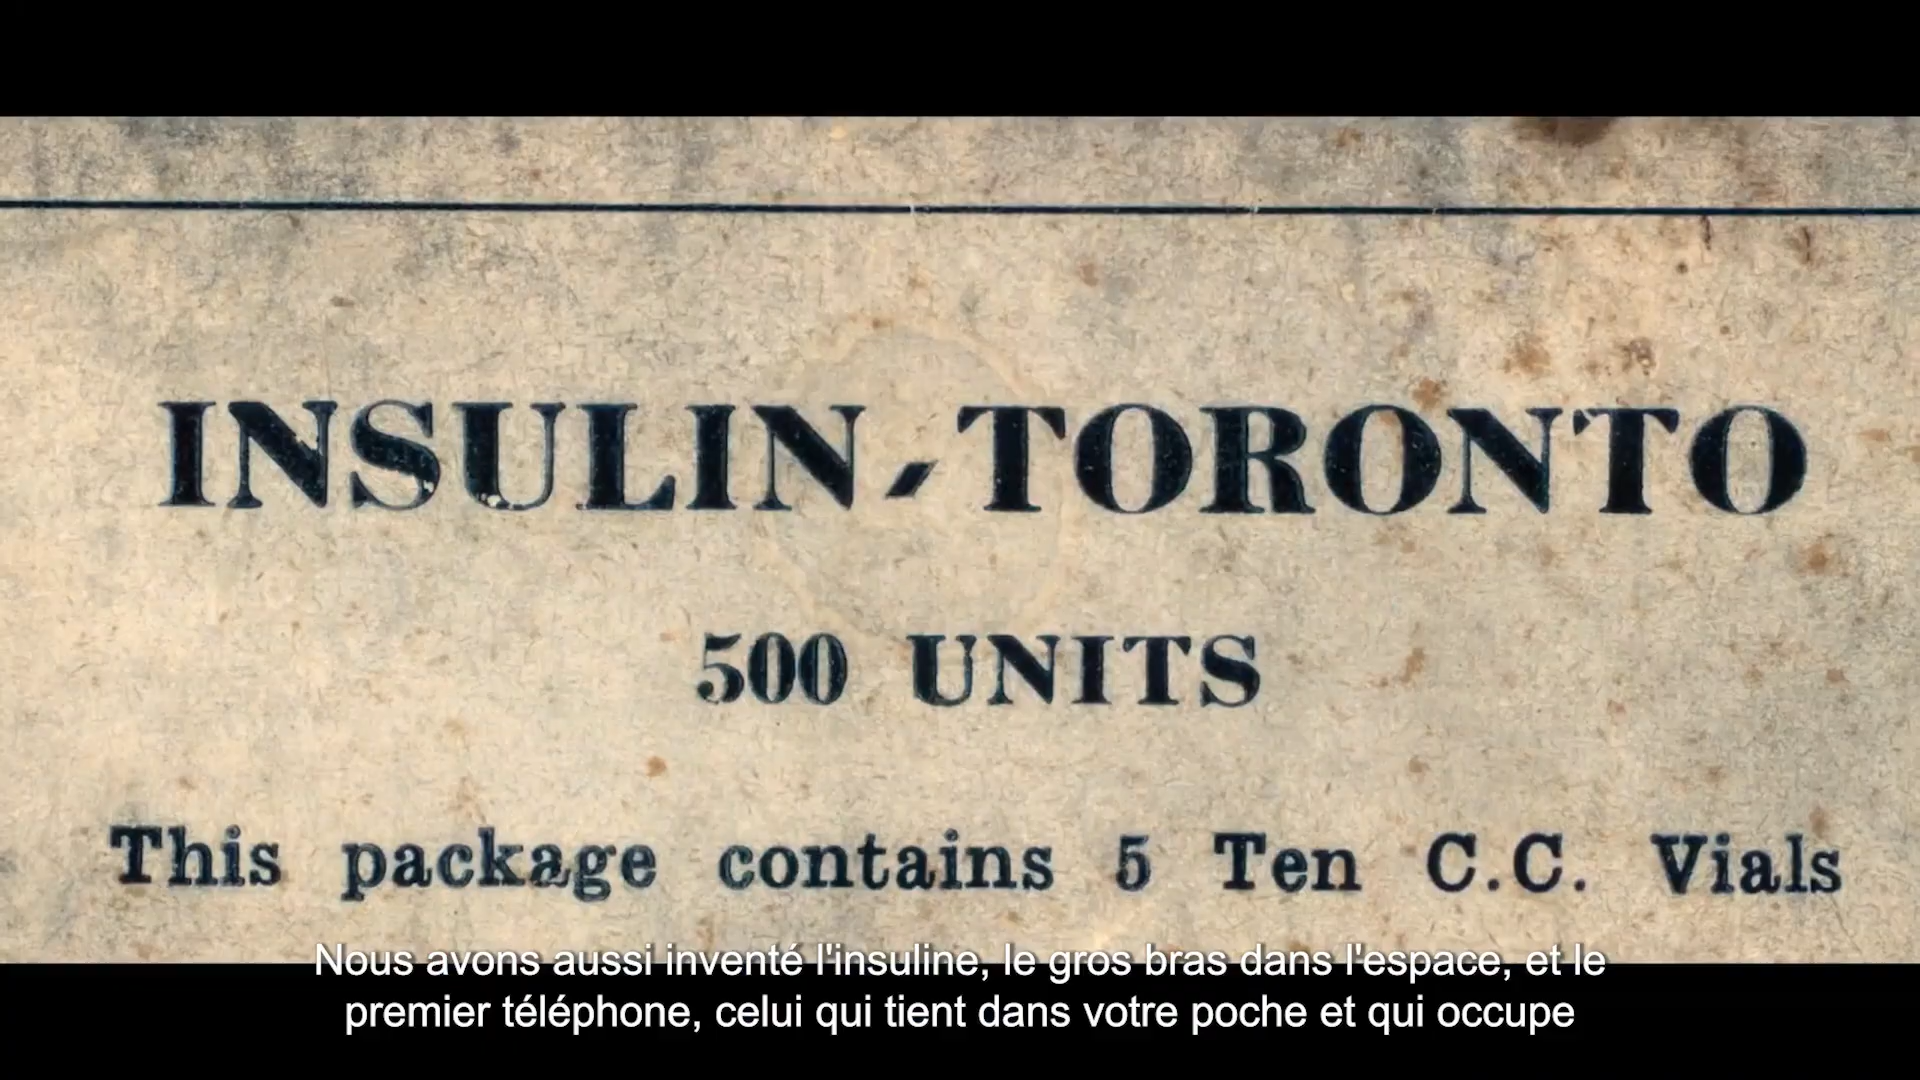 INSULIN-TORONTO
500 UNITS
This package contains 5 Ten C.C. Vials
Nous avons aussi inventé l'insuline, le gros bras dans l'espace, et le
premier téléphone, celui qui tient dans votre poche et qui occupe